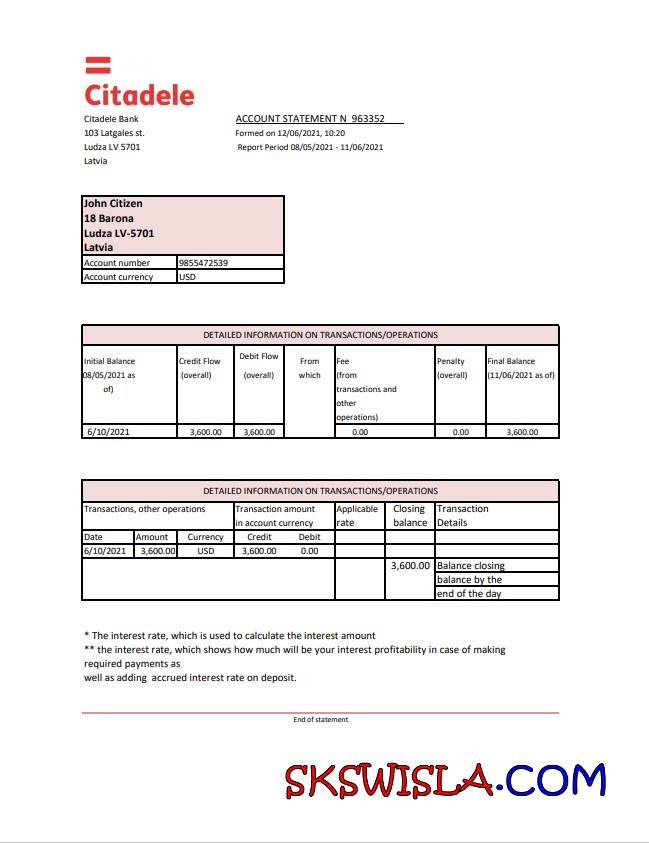 Citadele
Citadele Bank
ACCOUNT STATEMENT N 963352
103 Latgales st.
Formed on 12/06/2021, 10:20
Ludza LV 5701
Report Period 08/05/2021 - 11/06/2021
Latvia
John Citizen
18 Barona
Ludza LV-5701
Latvia
Account number 9855472539
Account currency USD
DETAILED INFORMATION ON TRANSACTIONS/OPERATIONS
Initial Balance
08/05/2021 as
of)
Credit Flow
(overall)
Debit Flow
(overall)
From
which
Fee
(from
transactions and
other
operations)
Penalty
(overall)
Final Balance
(11/06/2021 as of)
6/10/2021 3,600.00 3,600.00 0.00 0.00 3,600.00
DETAILED INFORMATION ON TRANSACTIONS/OPERATIONS
Transactions, other operations
Transaction amount
in account currency
Applicable
rate
Closing
balance
Transaction
Details
Date Amount Currency Credit Debit
6/10/2021 3,600.00 USD 3,600.00 0.00
3,600.00 Balance closing
balance by the
end of the day
* The interest rate, which is used to calculate the interest amount
** the interest rate, which shows how much will be your interest profitability in case of making
required payments as
well as adding accrued interest rate on deposit.
End of statement
SKSWISLA.COM